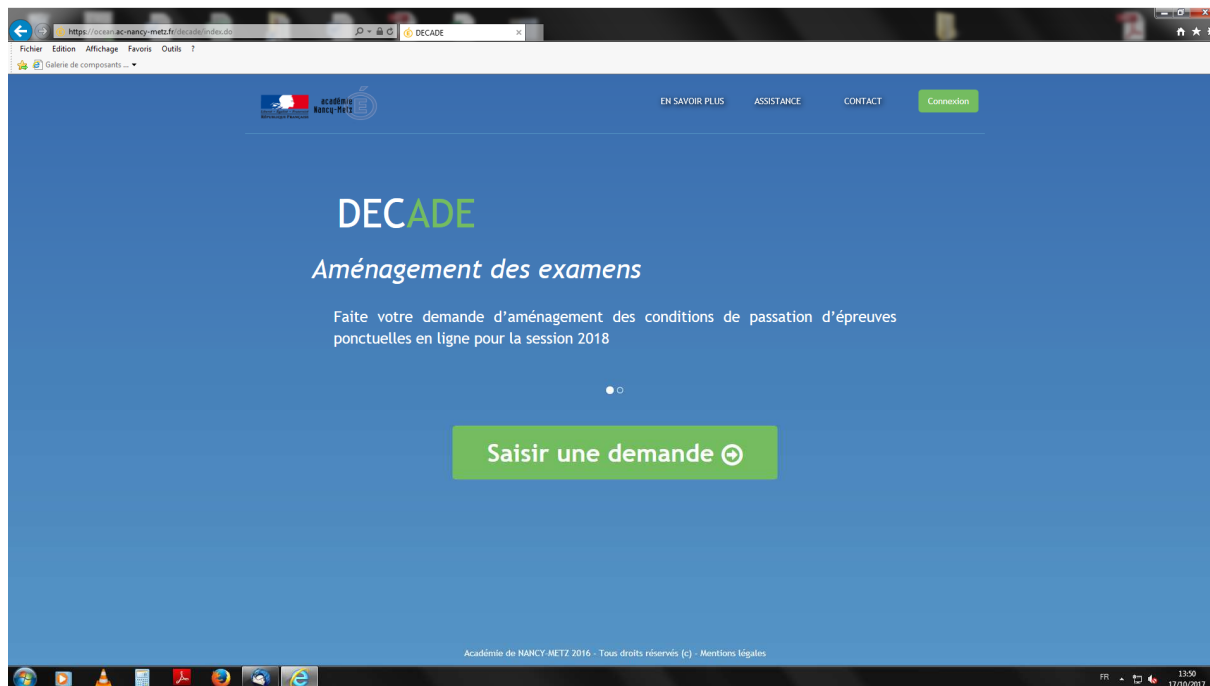 https://ocean.ac-nancy-metz.fr/decade/index.do
DECADE
Fichier Edition Affichage Favoris Outils ?
Galerie de composants ...
académie
Nancy-Metz
EN SAVOIR PLUS ASSISTANCE CONTACT Connexion
DECADE
Aménagement des examens
Faite votre demande d'aménagement des conditions de passation d'épreuves
ponctuelles en ligne pour la session 2018
Saisir une demande
Académie de NANCY-METZ 2016 - Tous droits réservés (c) - Mentions légales
FR
13:50
17/10/2017